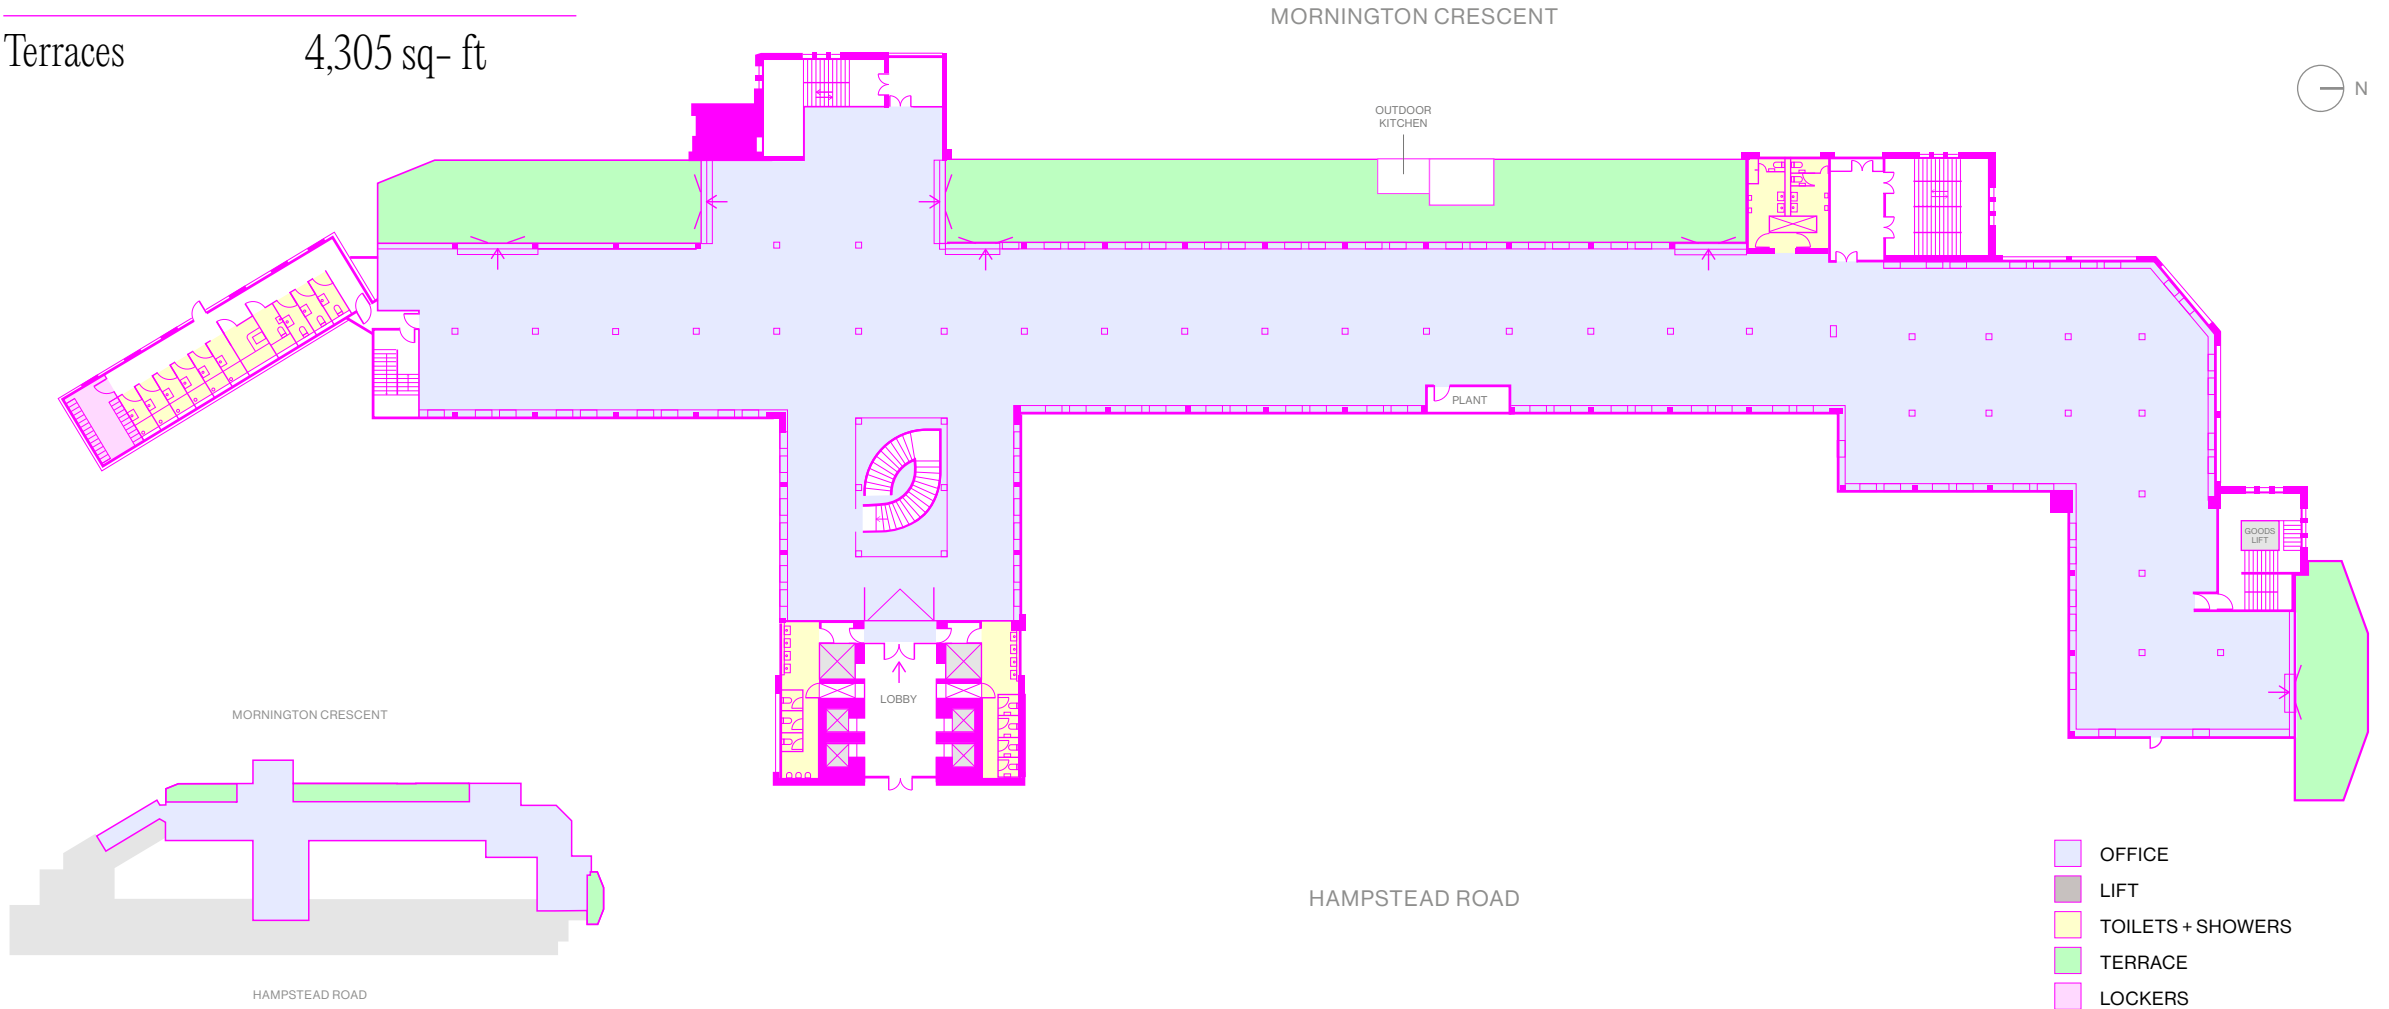 MORNINGTON CRESCENT
Terraces 4,305 sq- ft
N
OUTDOOR
KITCHEN
PLANT
GOODS
LIFT
LOBBY
MORNINGTON CRESCENT
HAMPSTEAD ROAD
HAMPSTEAD ROAD
OFFICE
LIFT
TOILETS + SHOWERS
TERRACE
LOCKERS